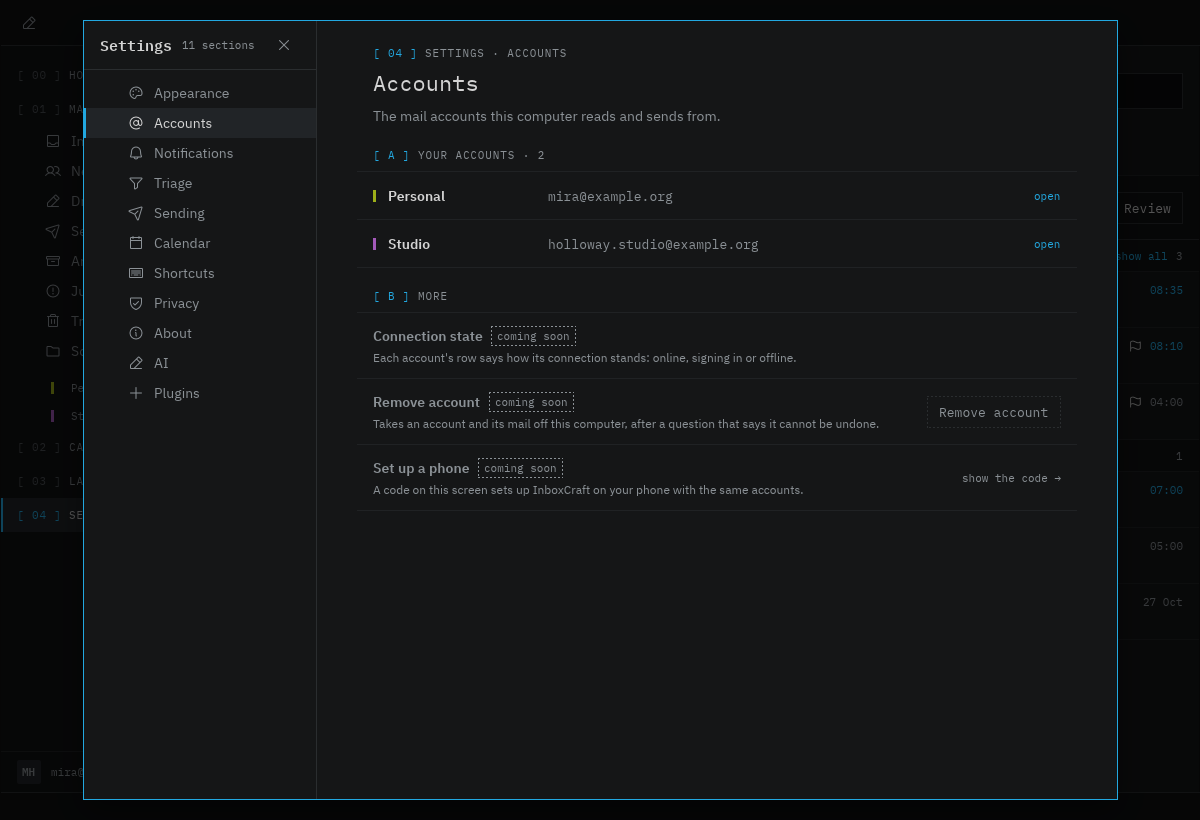 Settings 11 sections
Appearance
Accounts
Notifications
Triage
Sending
Calendar
Shortcuts
Privacy
About
AI
Plugins
[ 04 ] SETTINGS · ACCOUNTS
Accounts
The mail accounts this computer reads and sends from.
[ A ] YOUR ACCOUNTS · 2
Personal mira@example.org open
Studio holloway.studio@example.org open
[ B ] MORE
Connection state coming soon
Each account's row says how its connection stands: online, signing in or offline.
Remove account coming soon
Takes an account and its mail off this computer, after a question that says it cannot be undone.
Remove account
Set up a phone coming soon
A code on this screen sets up InboxCraft on your phone with the same accounts.
show the code →
[ 00 ]
[ 01 ]
[ 02 ]
[ 03 ]
[ 04 ]
MH mira@
Review
show all 3
08:35
08:10
04:00
1
07:00
05:00
27 Oct